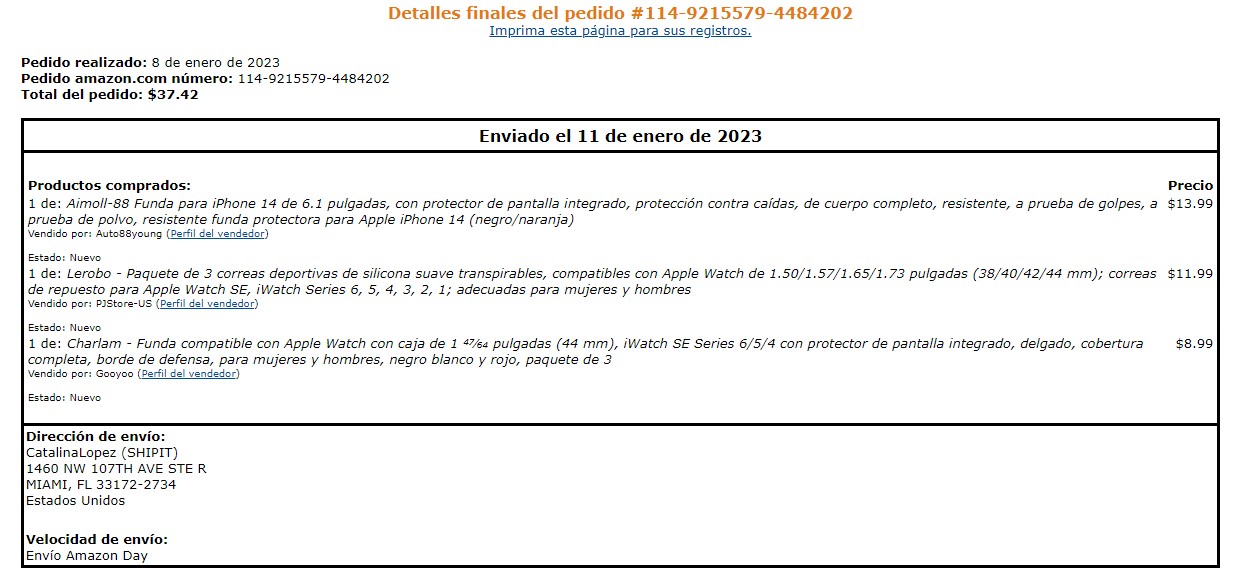 Detalles finales del pedido #114-9215579-4484202
Imprima esta página para sus registros.
Pedido realizado: 8 de enero de 2023
Pedido amazon.com número: 114-9215579-4484202
Total del pedido: $37.42
Enviado el 11 de enero de 2023
Productos comprados: Precio
1 de: Aimoll-88 Funda para iPhone 14 de 6.1 pulgadas, con protector de pantalla integrado, protección contra caídas, de cuerpo completo, resistente, a prueba de golpes, a $13.99
prueba de polvo, resistente funda protectora para Apple iPhone 14 (negro/naranja)
Vendido por: Auto88young (Perfil del vendedor)
Estado: Nuevo
1 de: Lerobo - Paquete de 3 correas deportivas de silicona suave transpirables, compatibles con Apple Watch de 1.50/1.57/1.65/1.73 pulgadas (38/40/42/44 mm); correas $11.99
de repuesto para Apple Watch SE, iWatch Series 6, 5, 4, 3, 2, 1; adecuadas para mujeres y hombres
Vendido por: PJStore-US (Perfil del vendedor)
Estado: Nuevo
1 de: Charlam - Funda compatible con Apple Watch con caja de 1 47/64 pulgadas (44 mm), iWatch SE Series 6/5/4 con protector de pantalla integrado, delgado, cobertura $8.99
completa, borde de defensa, para mujeres y hombres, negro blanco y rojo, paquete de 3
Vendido por: Gooyoo (Perfil del vendedor)
Estado: Nuevo
Dirección de envío:
CatalinaLopez (SHIPIT)
1460 NW 107TH AVE STE R
MIAMI, FL 33172-2734
Estados Unidos
Velocidad de envío:
Envío Amazon Day